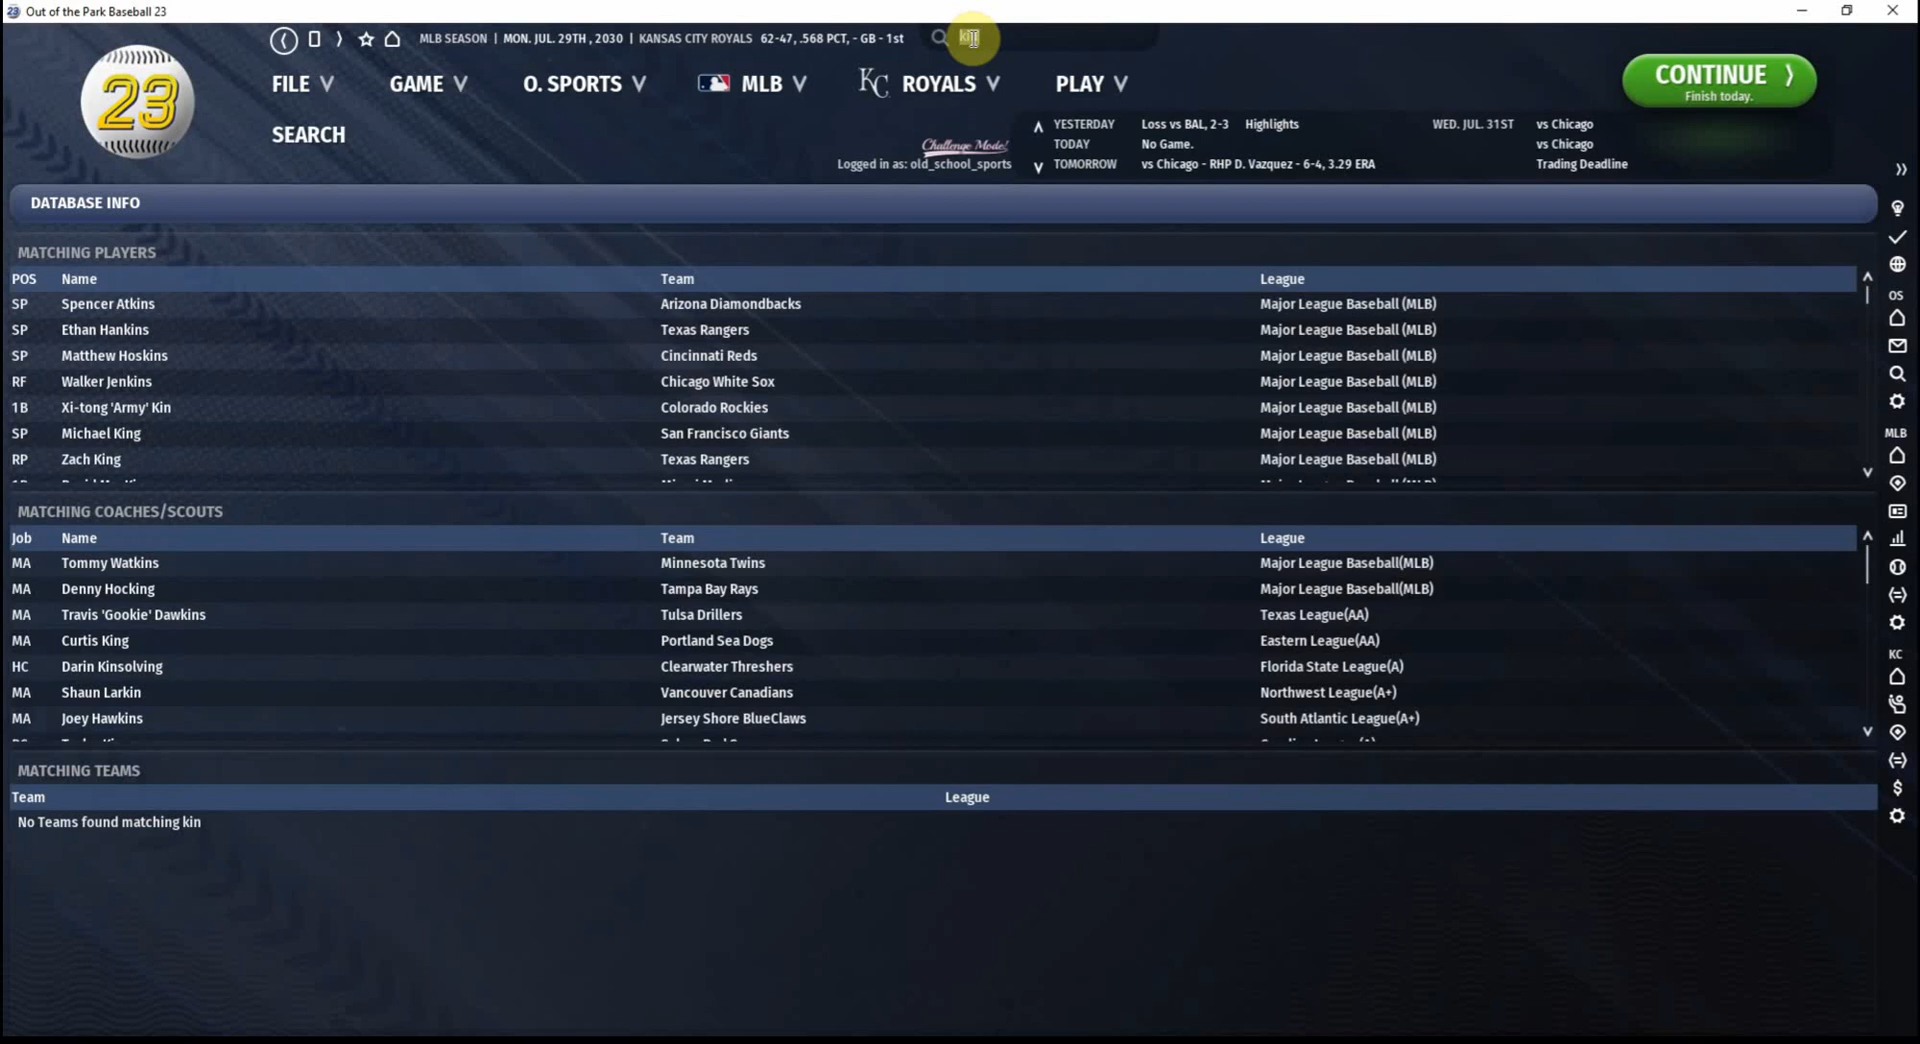 23 Out of the Park Baseball 23
MLB SEASON | MON. JUL. 29TH , 2030 | KANSAS CITY ROYALS 62-47, .568 PCT, - GB - 1st
23
FILE GAME O. SPORTS MLB KC ROYALS PLAY
SEARCH
CONTINUE
Finish today.
Challenge Mode!
Logged in as: old_school_sports
YESTERDAY Loss vs BAL, 2-3 Highlights WED. JUL. 31ST vs Chicago
TODAY No Game. vs Chicago
TOMORROW vs Chicago - RHP D. Vazquez - 6-4, 3.29 ERA Trading Deadline
DATABASE INFO
MATCHING PLAYERS
POS Name Team League
SP Spencer Atkins Arizona Diamondbacks Major League Baseball (MLB)
SP Ethan Hankins Texas Rangers Major League Baseball (MLB)
SP Matthew Hoskins Cincinnati Reds Major League Baseball (MLB)
RF Walker Jenkins Chicago White Sox Major League Baseball (MLB)
1B Xi-tong 'Army' Kin Colorado Rockies Major League Baseball (MLB)
SP Michael King San Francisco Giants Major League Baseball (MLB)
RP Zach King Texas Rangers Major League Baseball (MLB)
MATCHING COACHES/SCOUTS
Job Name Team League
MA Tommy Watkins Minnesota Twins Major League Baseball(MLB)
MA Denny Hocking Tampa Bay Rays Major League Baseball(MLB)
MA Travis 'Gookie' Dawkins Tulsa Drillers Texas League(AA)
MA Curtis King Portland Sea Dogs Eastern League(AA)
HC Darin Kinsolving Clearwater Threshers Florida State League(A)
MA Shaun Larkin Vancouver Canadians Northwest League(A+)
MA Joey Hawkins Jersey Shore BlueClaws South Atlantic League(A+)
MATCHING TEAMS
Team League
No Teams found matching kin
OS
MLB
KC
$